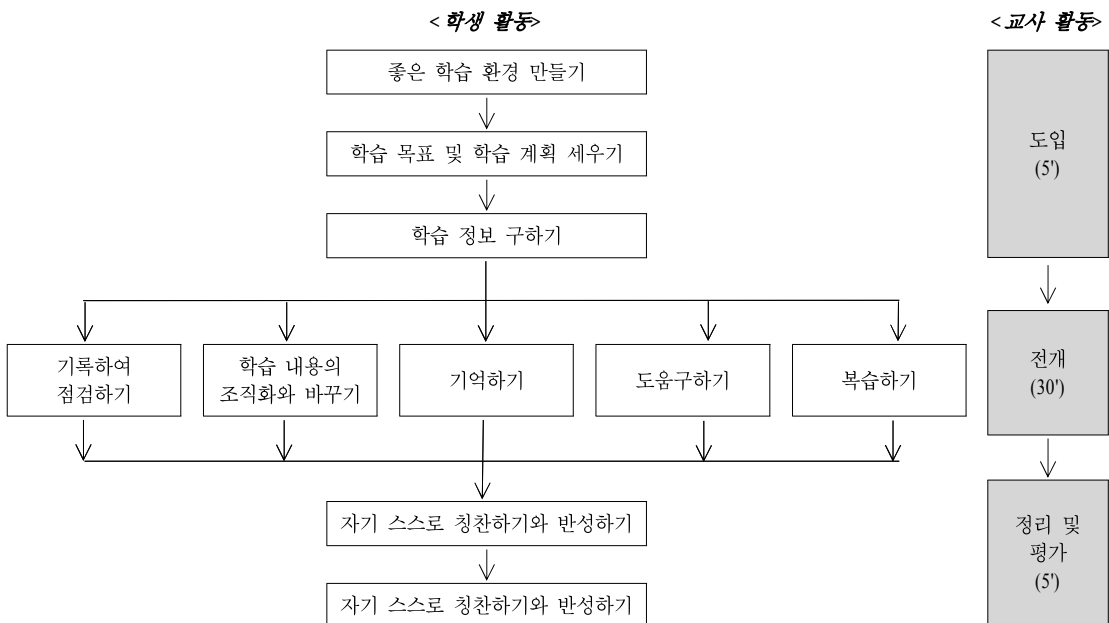 <학생 활동>
<교사 활동>
좋은 학습 환경 만들기
학습 목표 및 학습 계획 세우기
학습 정보 구하기
도입
(5')
기록하여
점검하기
학습 내용의
조직화와 바꾸기
기억하기
도움구하기
복습하기
전개
(30')
자기 스스로 칭찬하기와 반성하기
자기 스스로 칭찬하기와 반성하기
정리 및
평가
(5')